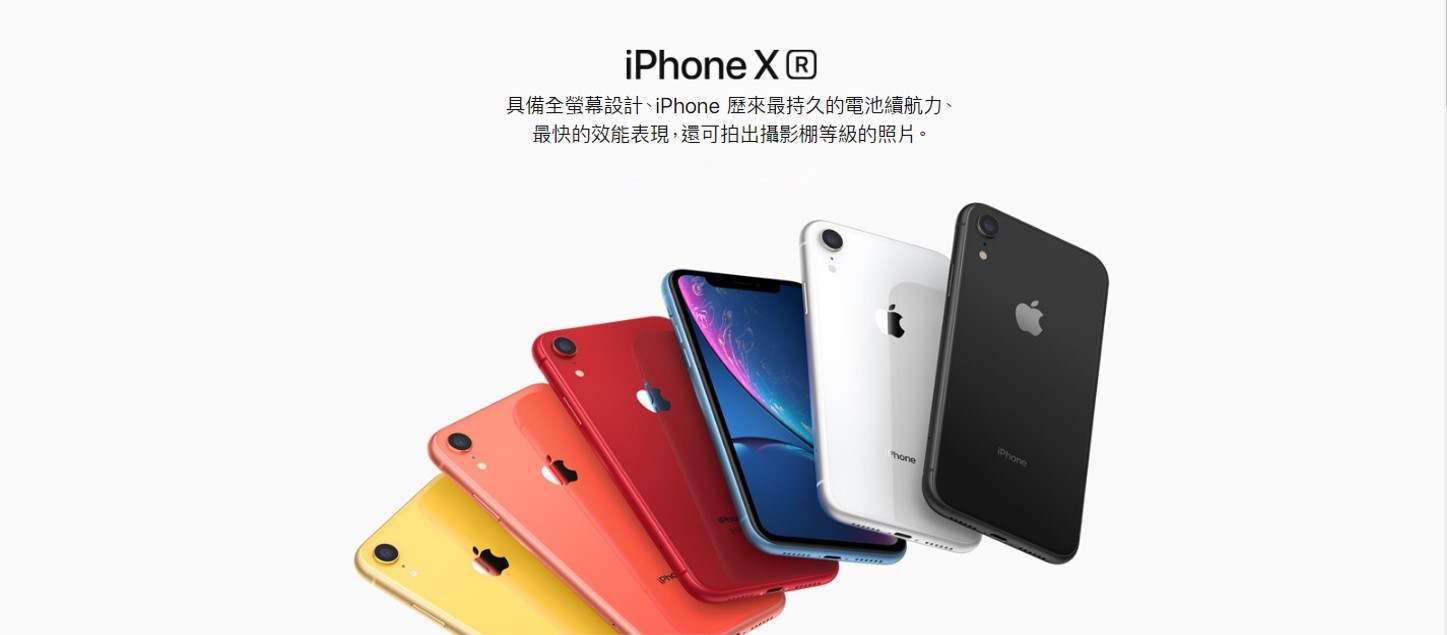 iPhone XR
具備全螢幕設計、iPhone 歷來最持久的電池續航力、
最快的效能表現，還可拍出攝影棚等級的照片。
iPhone
iPhone